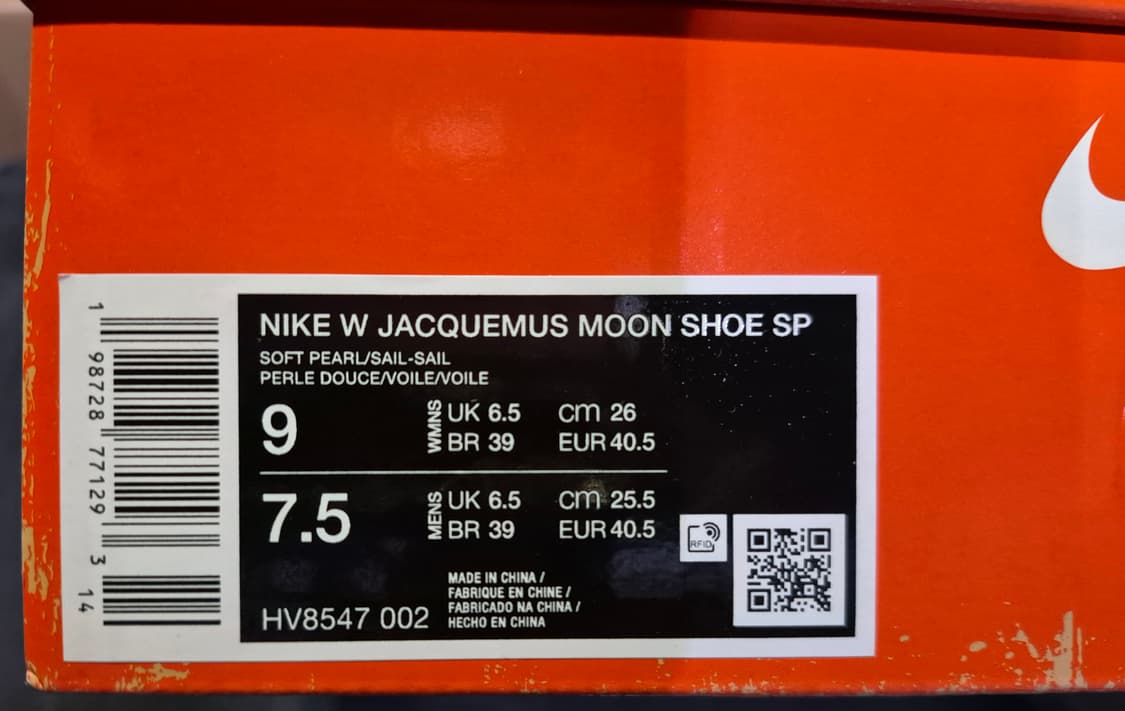 NIKE W JACQUEMUS MOON SHOE SP
SOFT PEARL/SAIL-SAIL
PERLE DOUCE/VOILE/VOILE
9 WMNS UK 6.5 cm 26
BR 39 EUR 40.5
7.5 MENS UK 6.5 cm 25.5
BR 39 EUR 40.5
MADE IN CHINA /
FABRIQUE EN CHINE /
FABRICADO NA CHINA /
HECHO EN CHINA
HV8547 002
RFID
1 98728 77129 3 14